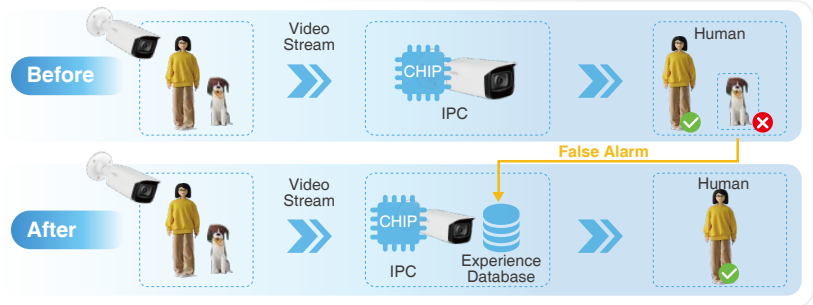 Before
Video
Stream
CHIP
IPC
Human
False Alarm
After
Video
Stream
CHIP
IPC
Experience
Database
Human